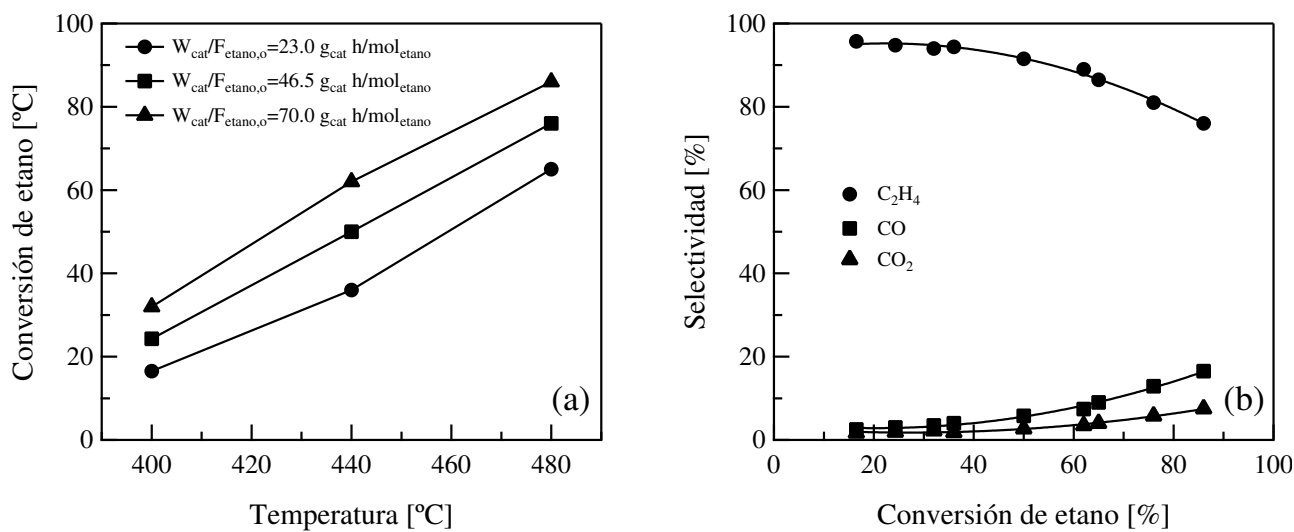 Conversión de etano [ºC]
100
80
60
40
20
0
W_cat/F_etano,o=23.0 g_cat h/mol_etano
W_cat/F_etano,o=46.5 g_cat h/mol_etano
W_cat/F_etano,o=70.0 g_cat h/mol_etano
(a)
400 420 440 460 480
Temperatura [ºC]
Selectividad [%]
100
80
60
40
20
0
C₂H₄
CO
CO₂
(b)
0 20 40 60 80 100
Conversión de etano [%]